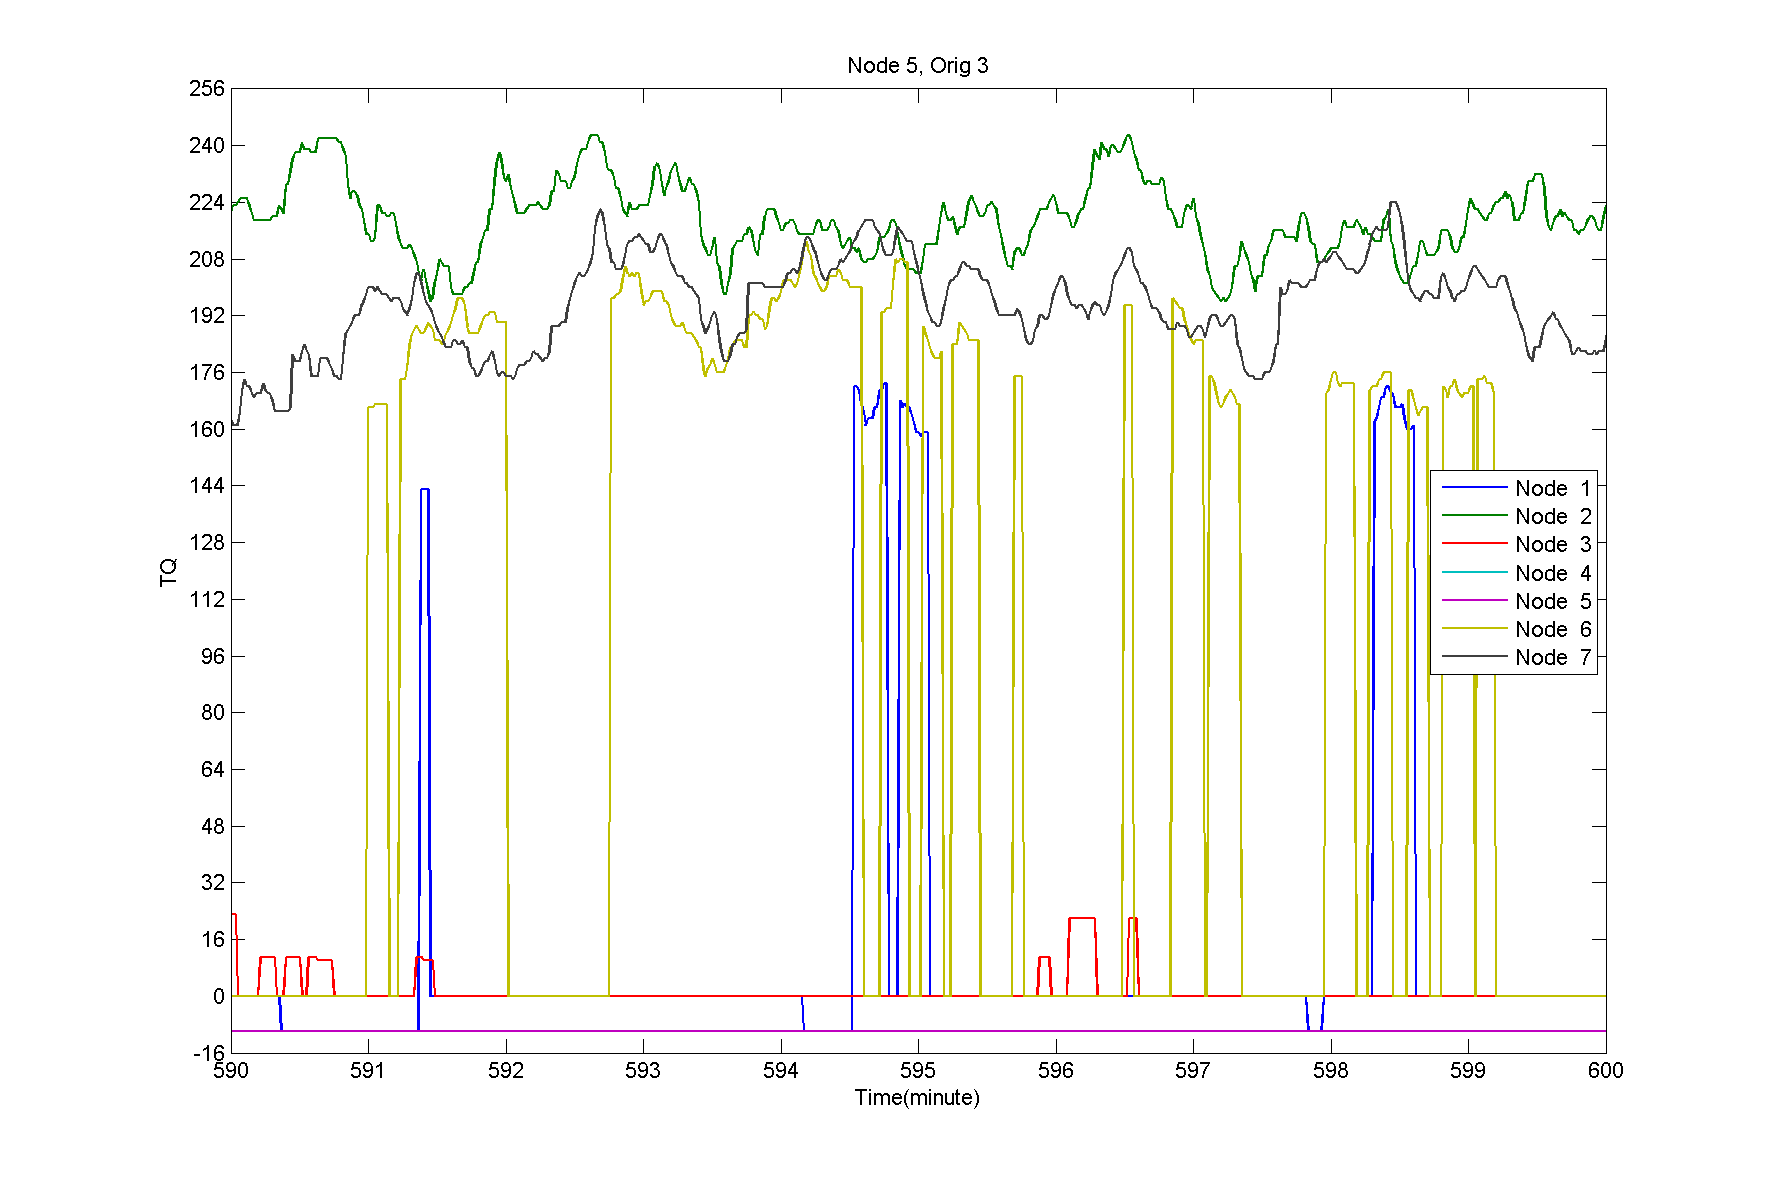 Node 5, Orig 3
256
240
224
208
192
176
160
144
128
112
96
80
64
48
32
16
0
-16
TQ
Node 1
Node 2
Node 3
Node 4
Node 5
Node 6
Node 7
590 591 592 593 594 595 596 597 598 599 600
Time(minute)